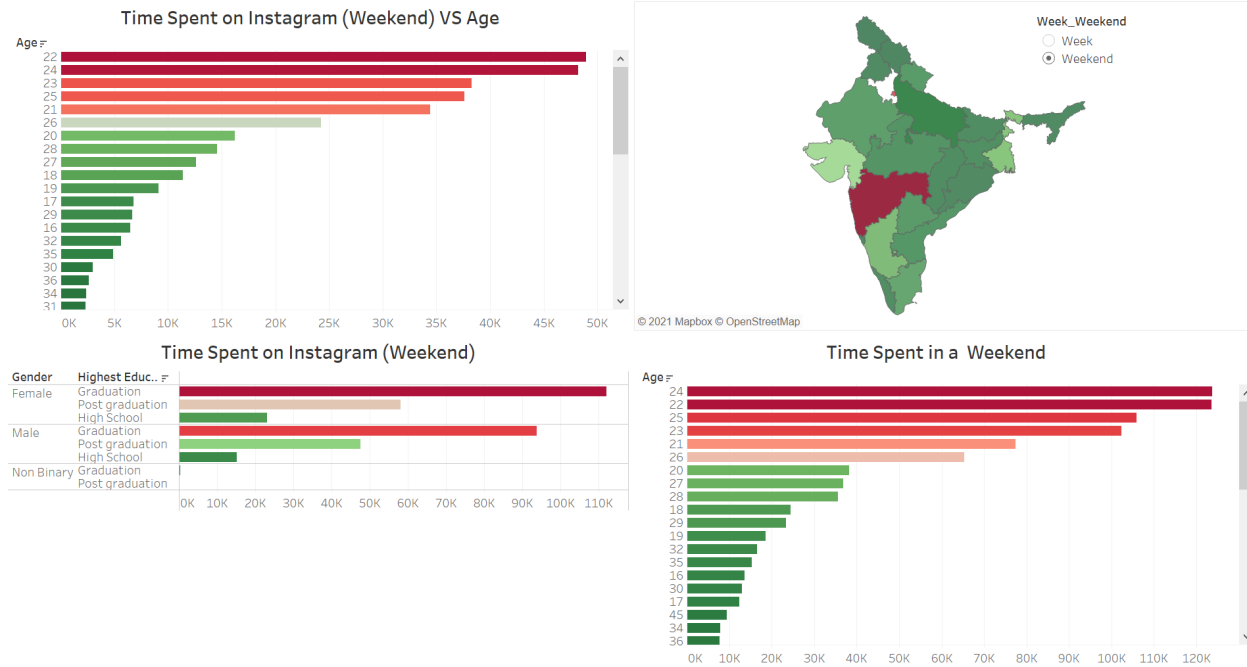 Time Spent on Instagram (Weekend) VS Age
Age
22
24
23
25
21
26
20
28
27
18
19
17
29
16
32
35
30
36
34
31
0K 5K 10K 15K 20K 25K 30K 35K 40K 45K 50K
Week_Weekend
Week
Weekend
© 2021 Mapbox © OpenStreetMap
Time Spent on Instagram (Weekend)
Gender Highest Educ..
Female Graduation
Post graduation
High School
Male Graduation
Post graduation
High School
Non Binary Graduation
Post graduation
0K 10K 20K 30K 40K 50K 60K 70K 80K 90K 100K 110K
Time Spent in a Weekend
Age
24
22
25
23
21
26
20
27
28
18
29
19
32
35
16
30
17
45
34
36
0K 10K 20K 30K 40K 50K 60K 70K 80K 90K 100K 110K 120K